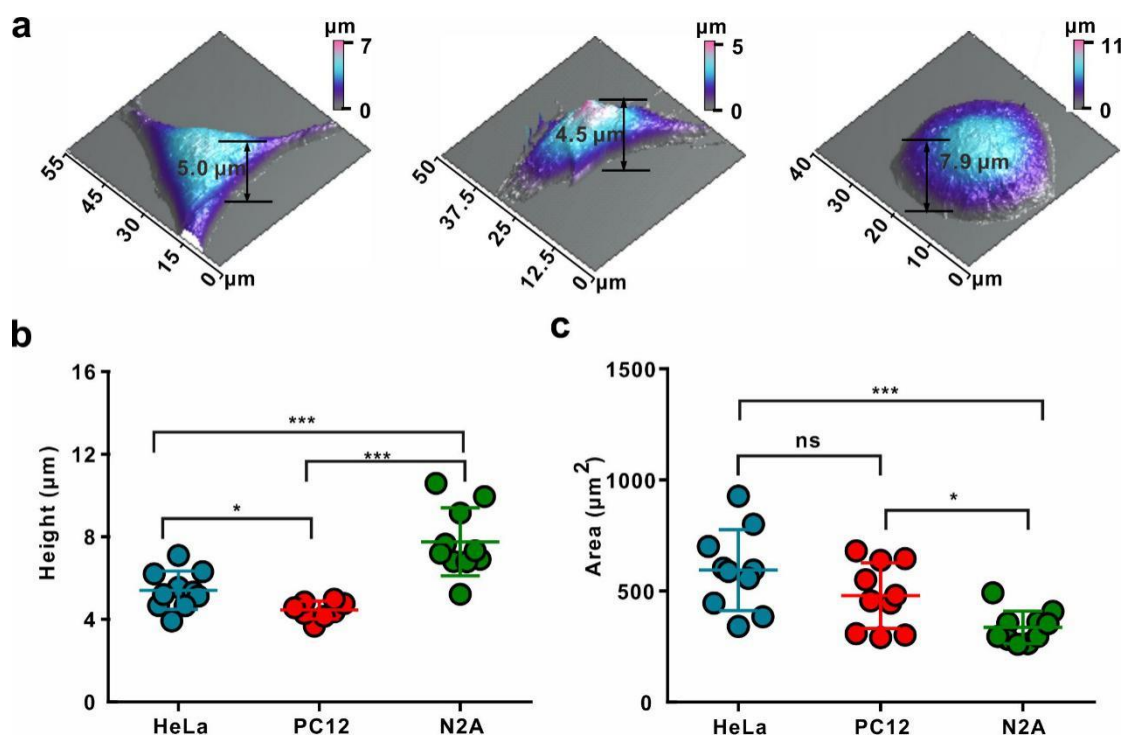 a
µm
7
0
5.0 µm
55
45
30
15
0
µm
µm
5
0
4.5 µm
50
37.5
25
12.5
0
µm
µm
11
0
7.9 µm
40
30
20
10
0
µm
b
Height (µm)
16
12
8
4
0
***
***
*
HeLa
PC12
N2A
c
Area (µm²)
1500
1000
500
0
***
ns
*
HeLa
PC12
N2A